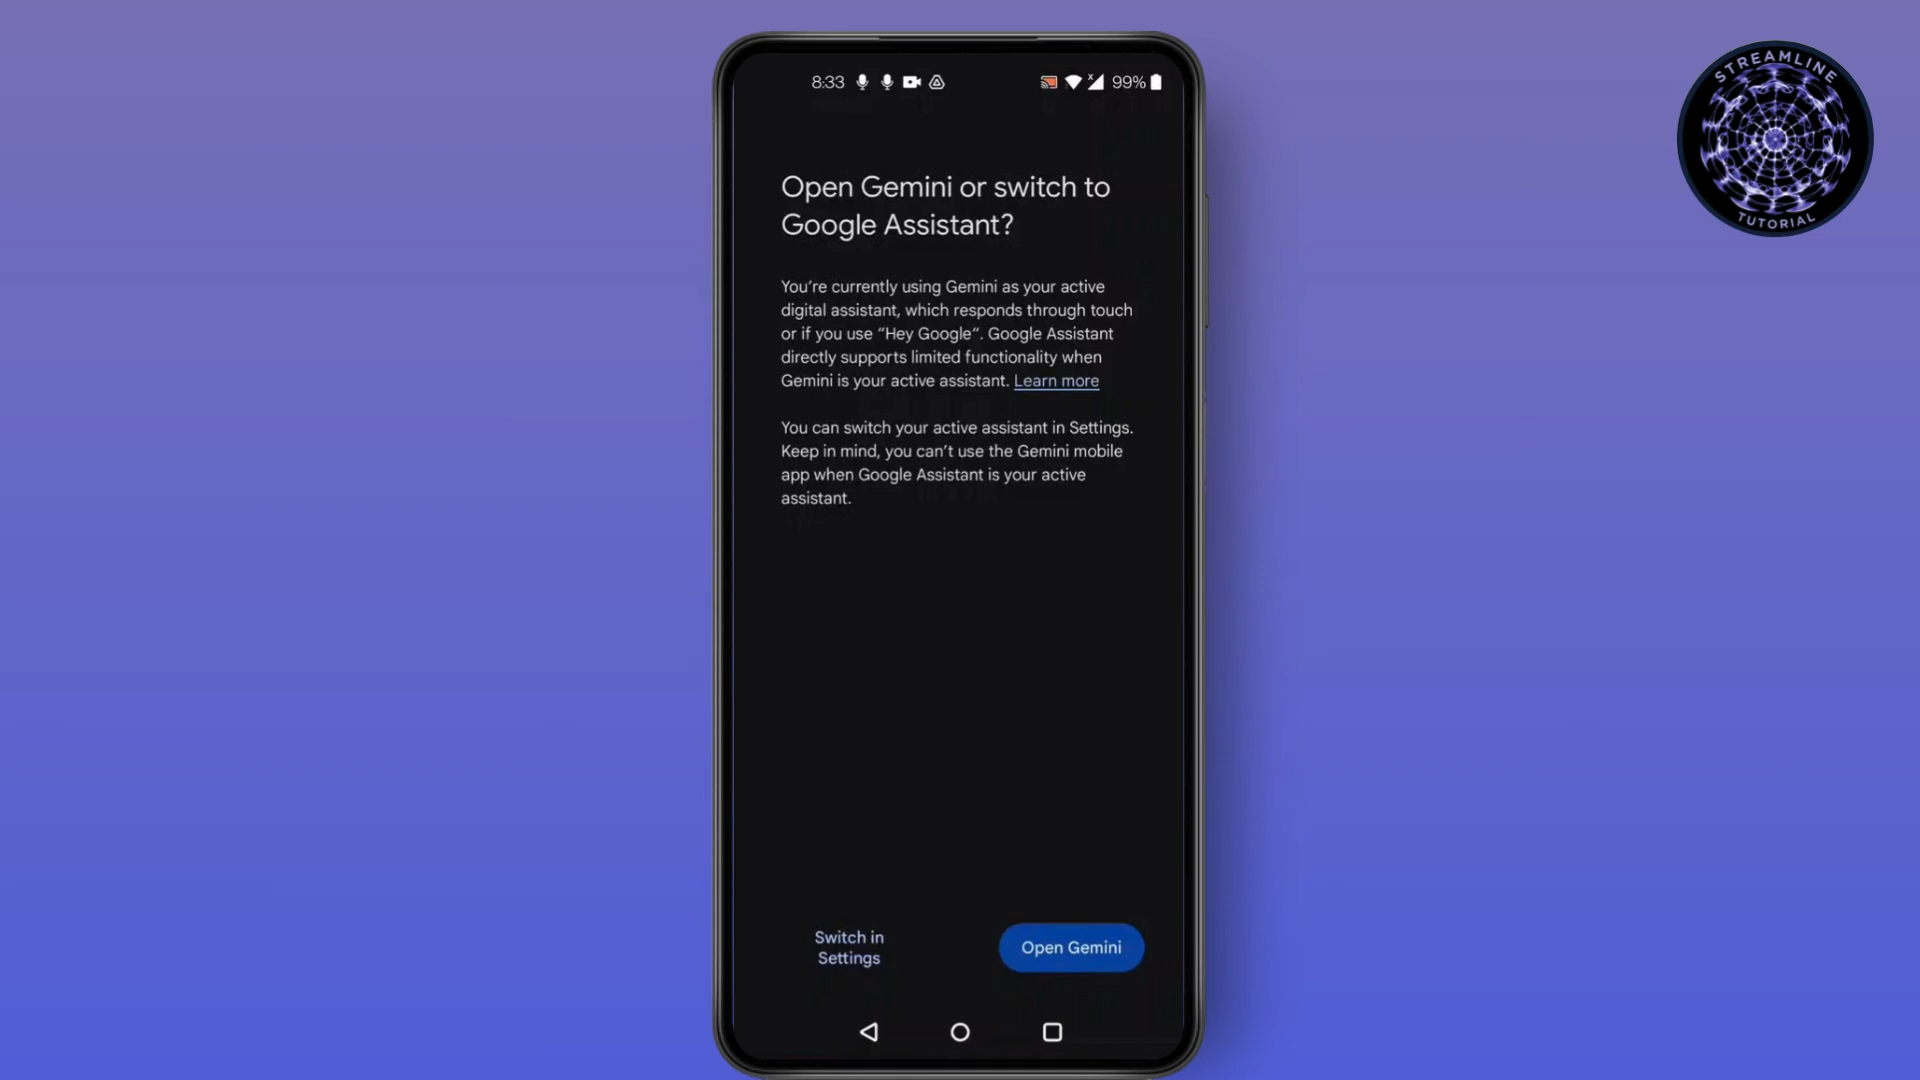 STREAMLINE
TUTORIAL
8:33
99%
Open Gemini or switch to
Google Assistant?
You’re currently using Gemini as your active
digital assistant, which responds through touch
or if you use “Hey Google“. Google Assistant
directly supports limited functionality when
Gemini is your active assistant. Learn more
You can switch your active assistant in Settings.
Keep in mind, you can’t use the Gemini mobile
app when Google Assistant is your active
assistant.
Switch in
Settings
Open Gemini